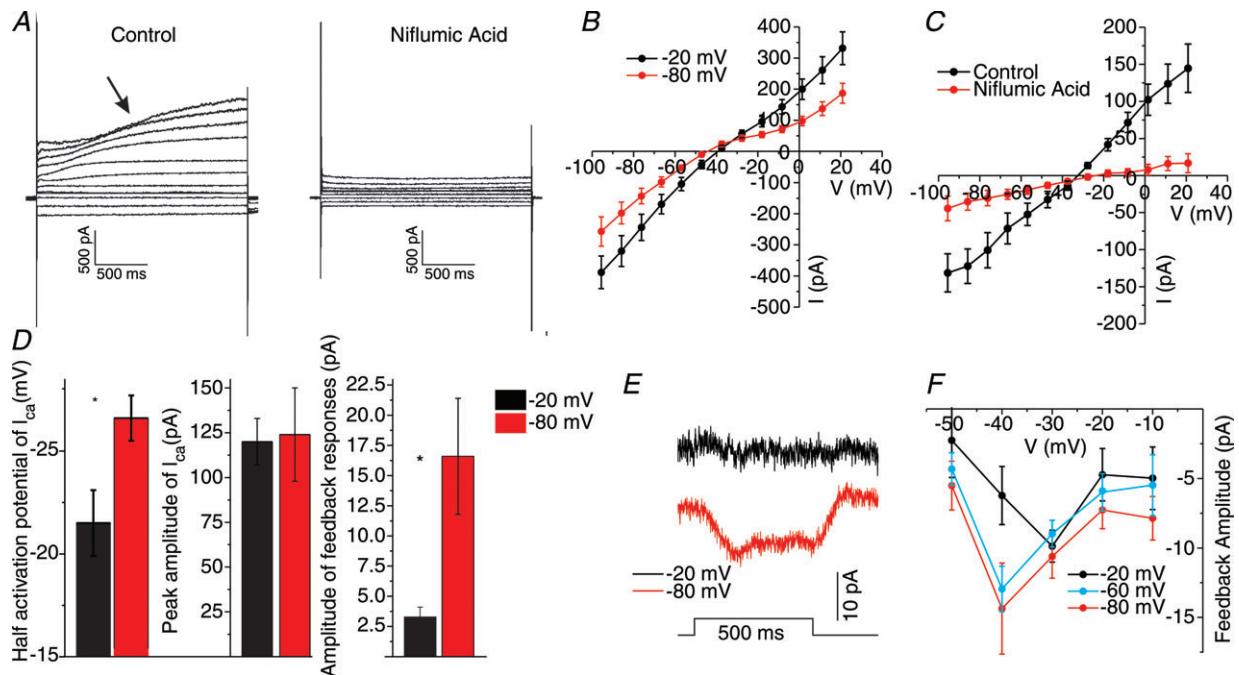 A
Control
Niflumic Acid
500 pA
500 ms
500 pA
500 ms
B
-20 mV
-80 mV
400
300
200
100
0
-100
-200
-300
-400
-500
-100 -80 -60 -40 -20 0 20 40
V (mV)
I (pA)
C
Control
Niflumic Acid
200
150
100
50
0
-50
-100
-150
-200
-100 -80 -60 -40 -20 0 20 40
V (mV)
I (pA)
D
Half activation potential of I_ca(mV)
-25
-20
-15
*
Peak amplitude of I_ca(pA)
150
125
100
75
50
25
Amplitude of feedback responses (pA)
22.5
20.0
17.5
15.0
12.5
10.0
7.5
5.0
2.5
*
-20 mV
-80 mV
E
-20 mV
-80 mV
10 pA
500 ms
F
-50 -40 -30 -20 -10
V (mV)
-5
-10
-15
Feedback Amplitude (pA)
-20 mV
-60 mV
-80 mV